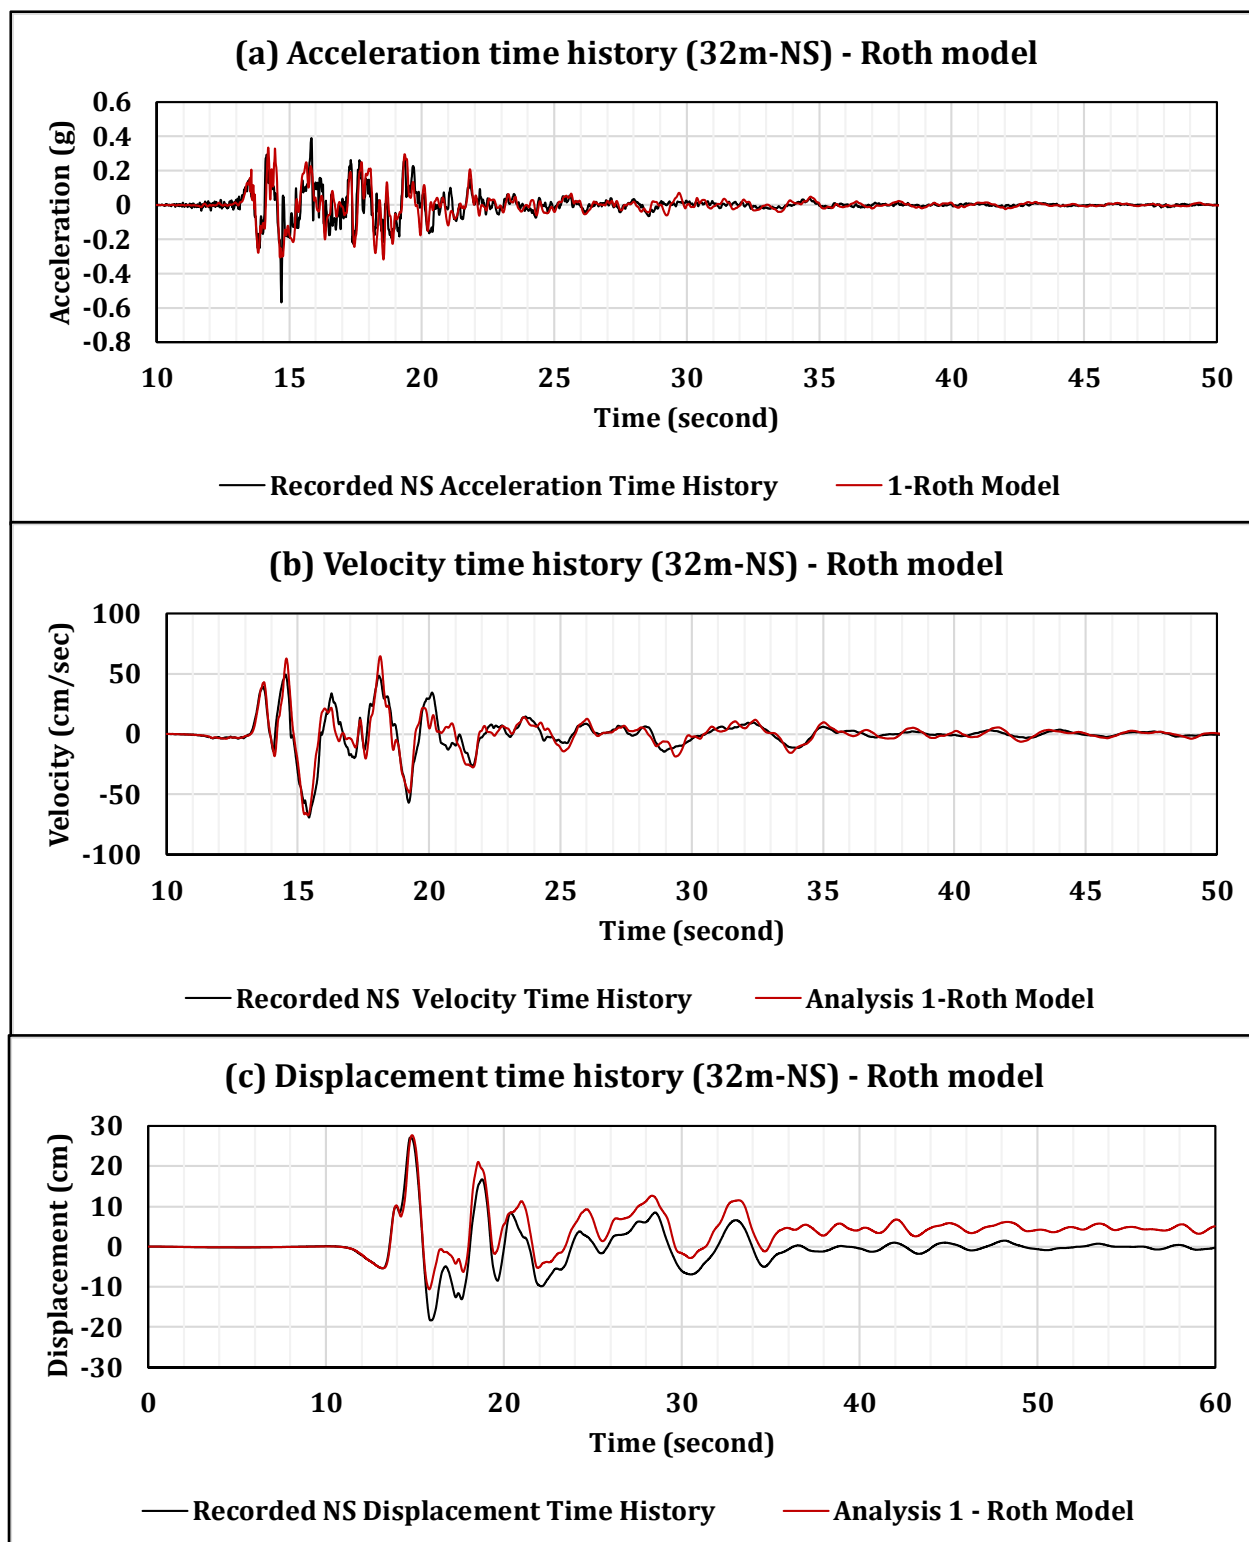 (a) Acceleration time history (32m-NS) - Roth model
Acceleration (g)
0.6
0.4
0.2
0
-0.2
-0.4
-0.6
-0.8
10 15 20 25 30 35 40 45 50
Time (second)
Recorded NS Acceleration Time History 1-Roth Model
(b) Velocity time history (32m-NS) - Roth model
Velocity (cm/sec)
100
50
0
-50
-100
10 15 20 25 30 35 40 45 50
Time (second)
Recorded NS Velocity Time History Analysis 1-Roth Model
(c) Displacement time history (32m-NS) - Roth model
Displacement (cm)
30
20
10
0
-10
-20
-30
0 10 20 30 40 50 60
Time (second)
Recorded NS Displacement Time History Analysis 1 - Roth Model